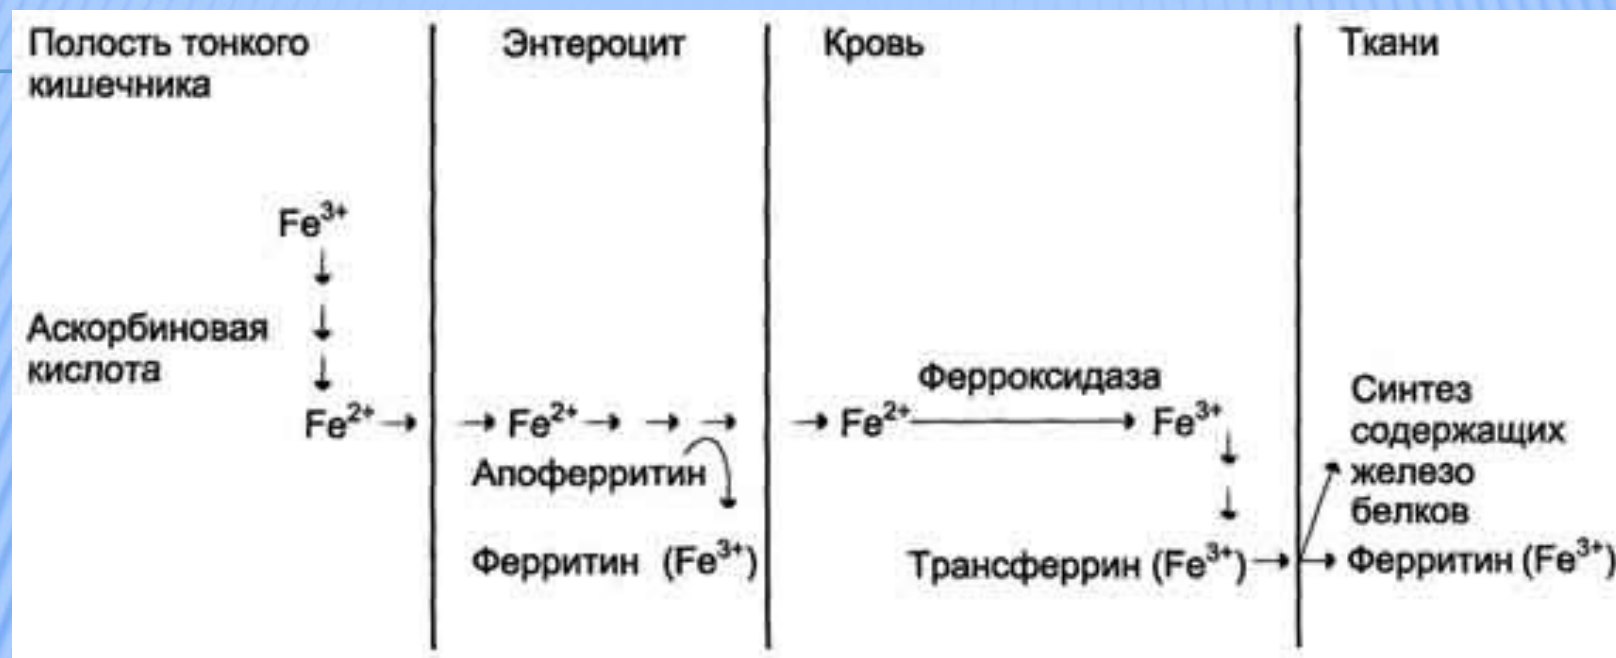 Полость тонкого
кишечника
Энтероцит
Кровь
Ткани
Fe³⁺
Аскорбиновая
кислота
Fe²⁺
Fe²⁺
Апоферритин
Ферритин (Fe³⁺)
Ферроксидаза
Fe²⁺
Fe³⁺
Трансферрин (Fe³⁺)
Синтез
содержащих
железо
белков
Ферритин (Fe³⁺)